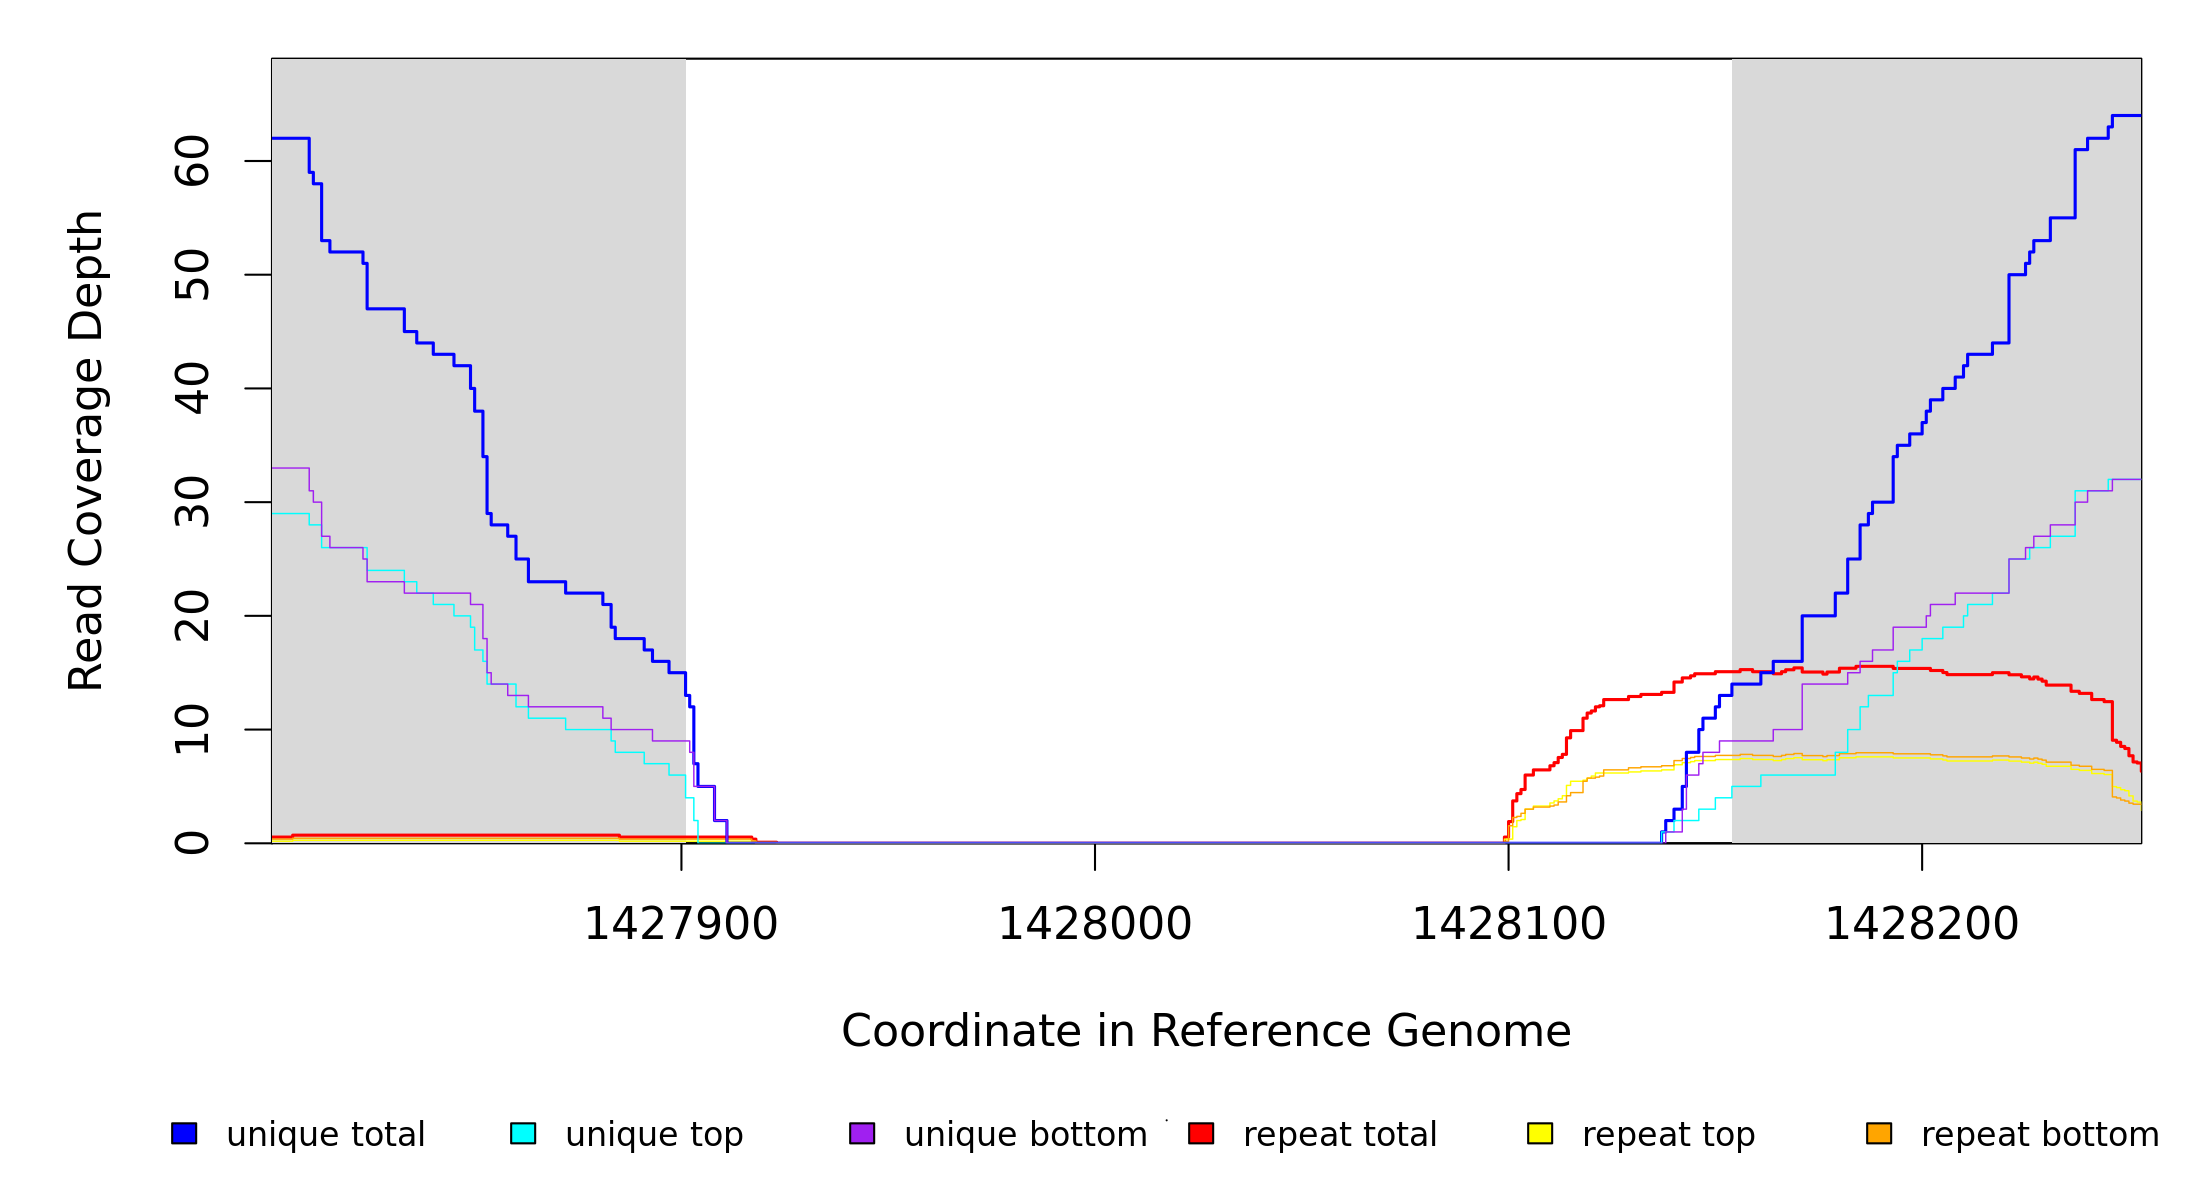 Read Coverage Depth
60
50
40
30
20
10
0
1427900 1428000 1428100 1428200
Coordinate in Reference Genome
unique total unique top unique bottom repeat total repeat top repeat bottom